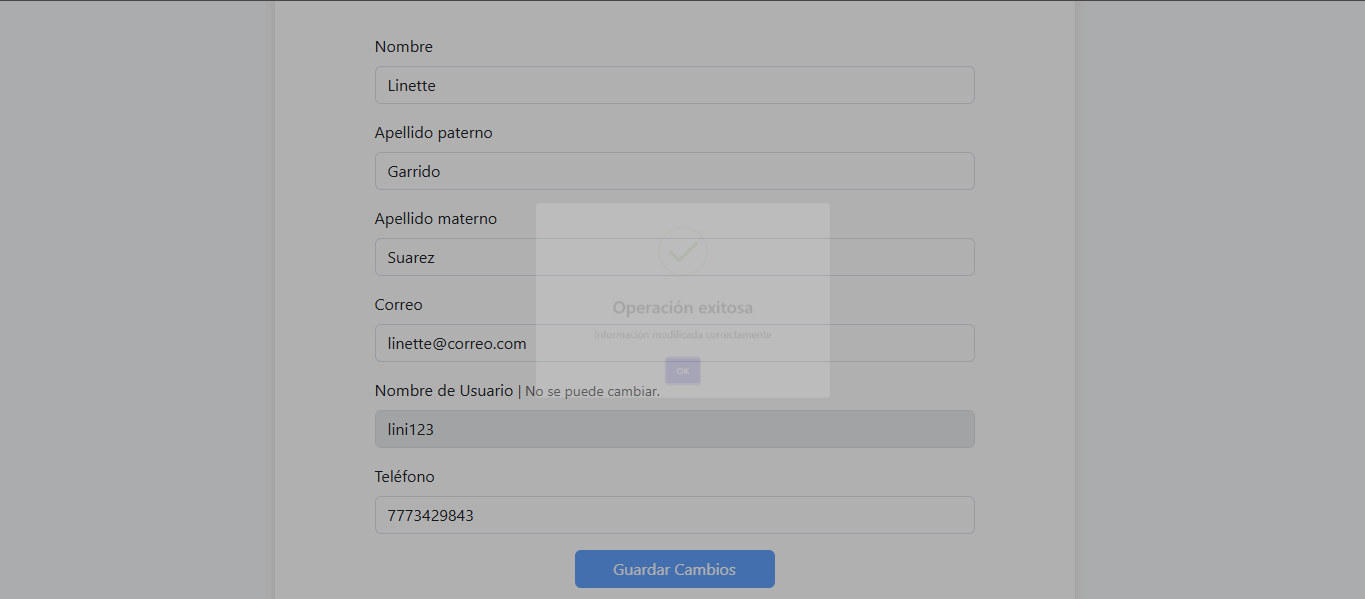 Nombre
Linette
Apellido paterno
Garrido
Apellido materno
Suarez
Correo
linette@correo.com
Nombre de Usuario | No se puede cambiar.
lini123
Teléfono
7773429843
Guardar Cambios
Operación exitosa
Información modificada correctamente
OK